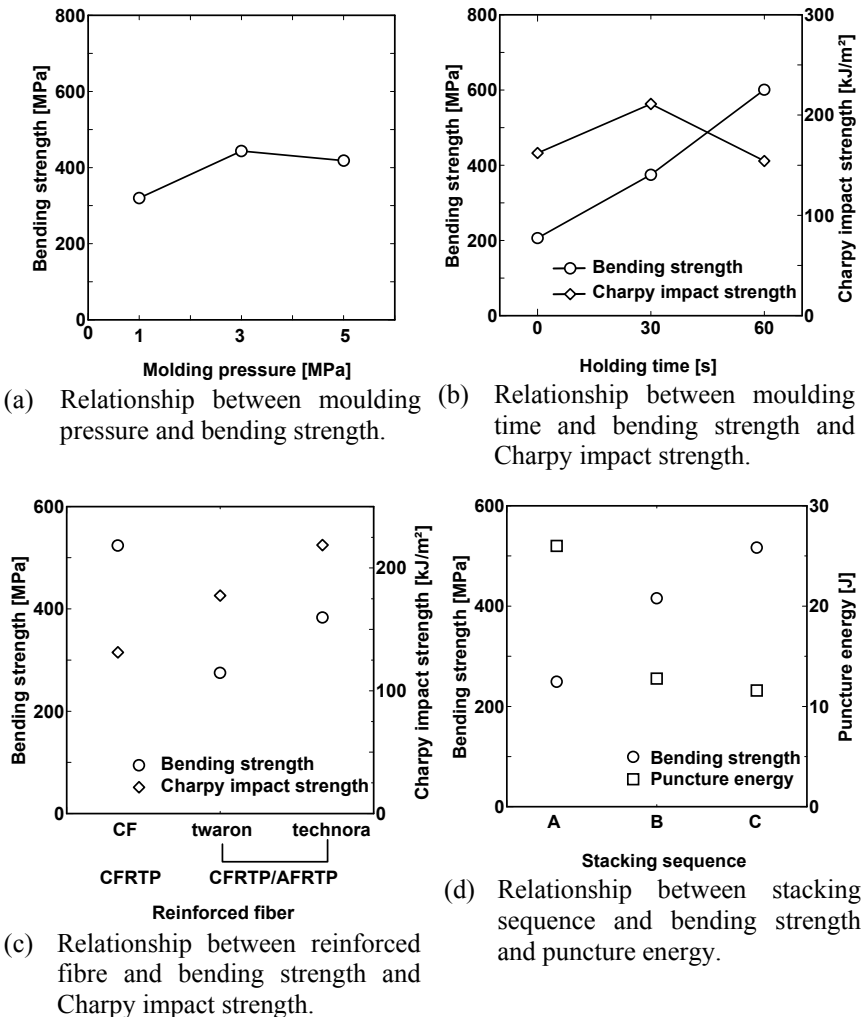 800
600
400
200
0
0
1
3
5
Bending strength [MPa]
Molding pressure [MPa]
(a) Relationship between moulding
pressure and bending strength.
800
600
400
200
0
300
200
100
0
0
30
60
Bending strength [MPa]
Charpy impact strength [kJ/m²]
Bending strength
Charpy impact strength
Holding time [s]
(b) Relationship between moulding
time and bending strength and
Charpy impact strength.
600
400
200
0
200
100
0
Bending strength [MPa]
Charpy impact strength [kJ/m²]
Bending strength
Charpy impact strength
CF
twaron
technora
CFRTP
CFRTP/AFRTP
Reinforced fiber
(c) Relationship between reinforced
fibre and bending strength and
Charpy impact strength.
600
400
200
0
30
20
10
0
Bending strength [MPa]
Puncture energy [J]
Bending strength
Puncture energy
A
B
C
Stacking sequence
(d) Relationship between stacking
sequence and bending strength
and puncture energy.